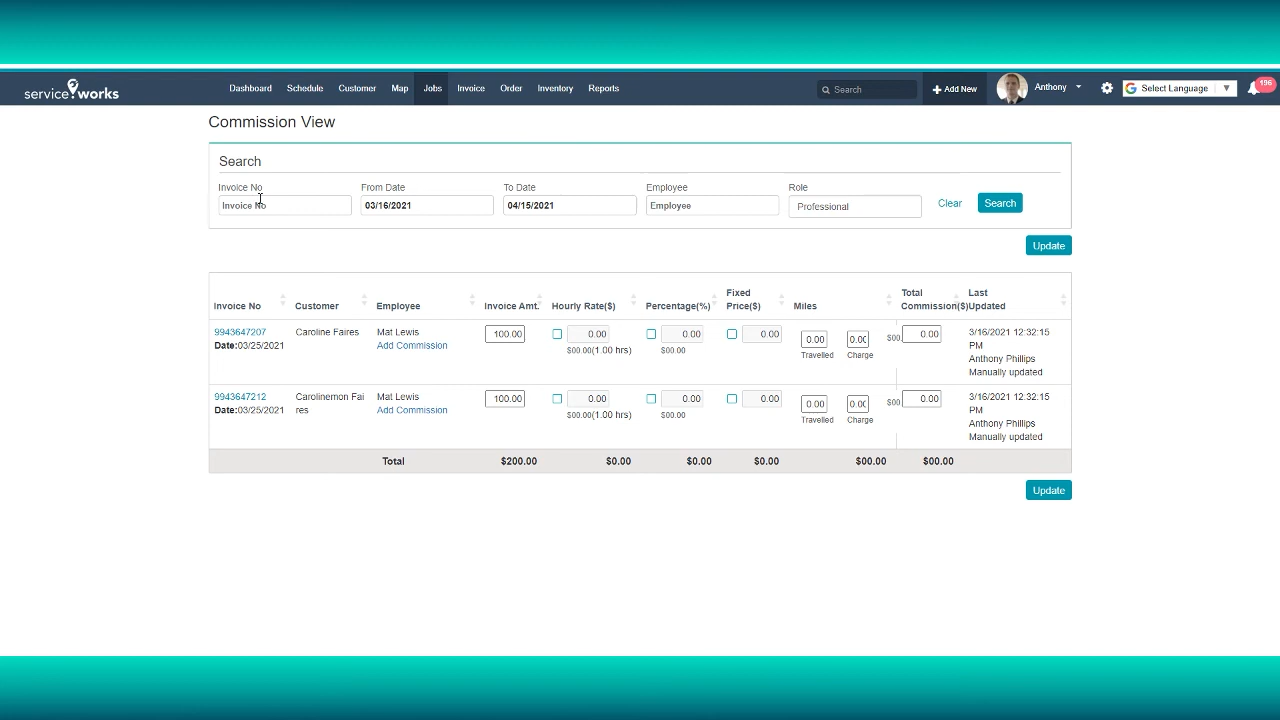 serviceworks Dashboard Schedule Customer Map Jobs Invoice Order Inventory Reports Search Add New Anthony Select Language 196
Commission View
Search
Invoice No From Date To Date Employee Role
Invoice No 03/16/2021 04/15/2021 Employee Professional Clear Search
Update
Invoice No Customer Employee Invoice Amt. Hourly Rate($) Percentage(%) Fixed Price($) Miles Total Commission($) Last Updated
9943647207 Caroline Faires Mat Lewis 100.00 0.00 0.00 0.00 0.00 0.00 $00. 0.00 3/16/2021 12:32:15 PM
Date:03/25/2021 Add Commission $00.00(1.00 hrs) $00.00 Travelled Charge Anthony Phillips
Manually updated
9943647212 Carolinemon Fai Mat Lewis 100.00 0.00 0.00 0.00 0.00 0.00 $00. 0.00 3/16/2021 12:32:15 PM
Date:03/25/2021 res Add Commission $00.00(1.00 hrs) $00.00 Travelled Charge Anthony Phillips
Manually updated
Total $200.00 $0.00 $0.00 $0.00 $00.00 $00.00
Update